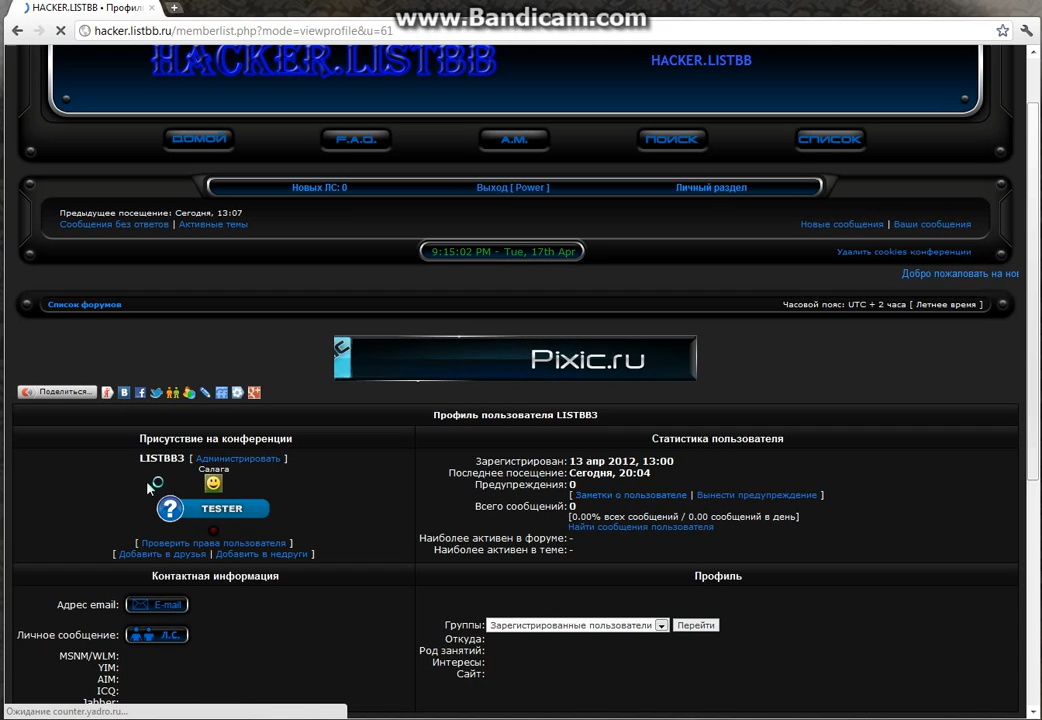 www.Bandicam.com
HACKER.LISTBB • Профил
hacker.listbb.ru/memberlist.php?mode=viewprofile&u=61
HACKER.LISTBB HACKER.LISTBB
ДОМОЙ F.A.Q. А.М. ПОИСК СПИСОК
Новых ЛС: 0 Выход [ Power ] Личный раздел
Предыдущее посещение: Сегодня, 13:07
Сообщения без ответов | Активные темы Новые сообщения | Ваши сообщения
9:15:02 PM - Tue, 17th Apr Удалить cookies конференции
Добро пожаловать на нов
Список форумов Часовой пояс: UTC + 2 часа [ Летнее время ]
Pixic.ru
Поделиться...
Профиль пользователя LISTBB3
Присутствие на конференции Статистика пользователя
LISTBB3 [ Администрировать ] Зарегистрирован: 13 апр 2012, 13:00
Салага Последнее посещение: Сегодня, 20:04
Предупреждения: 0
[ Заметки о пользователе | Вынести предупреждение ]
? TESTER Всего сообщений: 0
[0.00% всех сообщений / 0.00 сообщений в день]
Найти сообщения пользователя
[ Проверить права пользователя ] Наиболее активен в форуме: -
[ Добавить в друзья | Добавить в недруги ] Наиболее активен в теме: -
Контактная информация Профиль
Адрес email: E-mail
Группы: Зарегистрированные пользователи Перейти
Личное сообщение: Л.С. Откуда:
Род занятий:
MSNM/WLM: Интересы:
YIM: Сайт:
AIM:
ICQ:
Jabber:
Ожидание counter.yadro.ru...